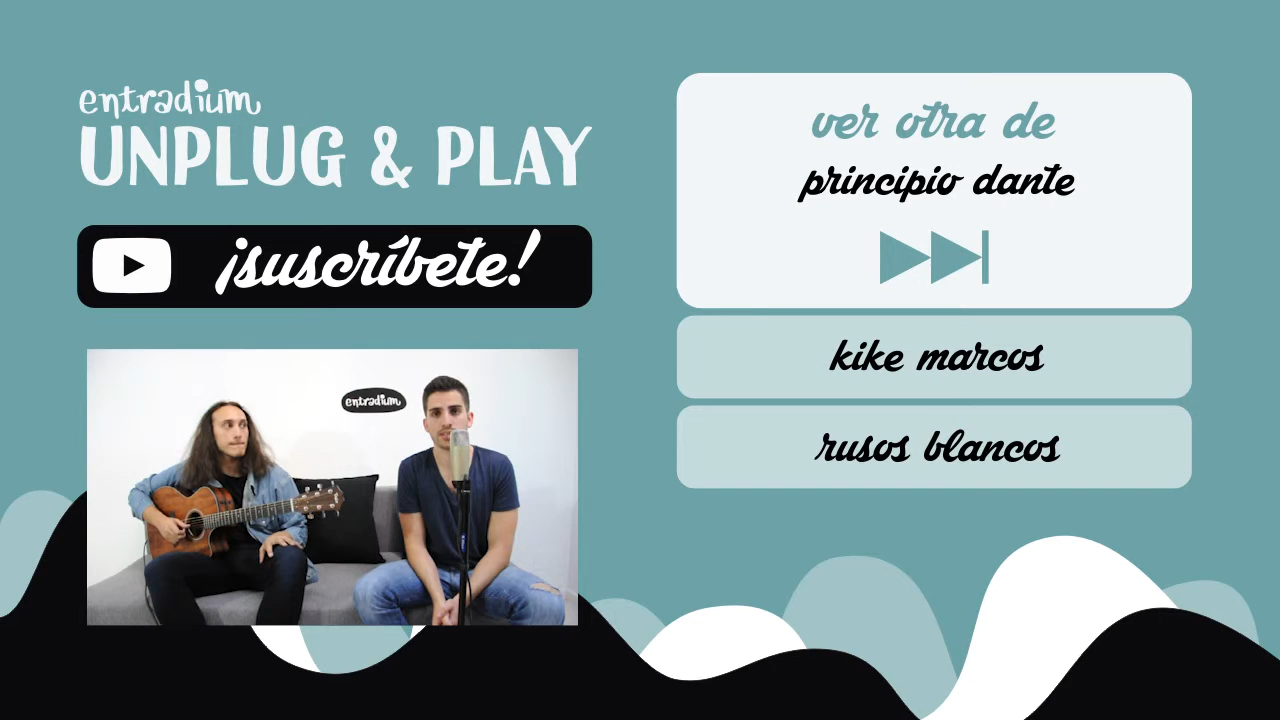 entradium
UNPLUG & PLAY
¡suscríbete!
entradium
ver otra de
principio dante
kike marcos
rusos blancos